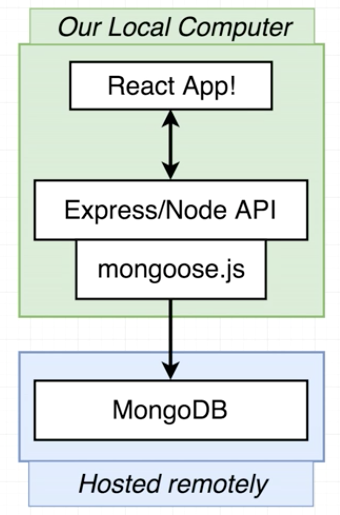 Our Local Computer
React App!
Express/Node API
mongoose.js
MongoDB
Hosted remotely